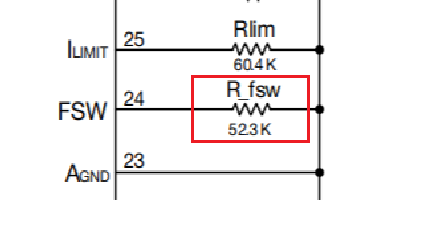 Rlim
ILIMIT 25
60.4K
R_fsw
FSW 24
52.3K
AGND 23